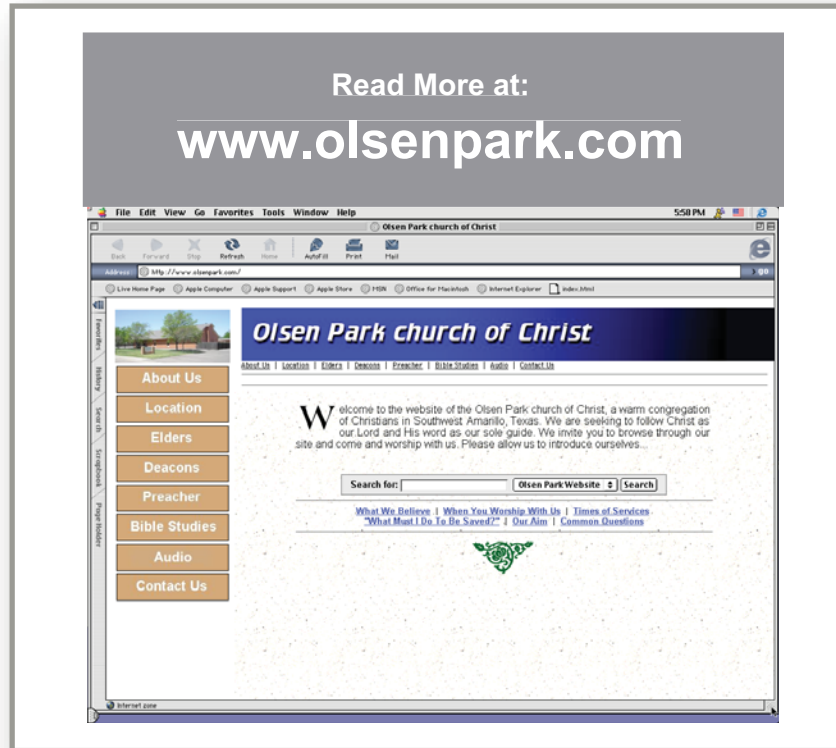 Read More at:
www.olsenpark.com
File Edit View Go Favorites Tools Window Help 5:58 PM
Olsen Park church of Christ
Back Forward Stop Refresh Home AutoFill Print Mail
Address: http://www.olsenpark.com/ go
Live Home Page Apple Computer Apple Support Apple Store MSN Office for Macintosh Internet Explorer index.html
Favorites
History
Search
Scrapbook
Page Holder
Olsen Park church of Christ
About Us | Location | Elders | Deacons | Preacher | Bible Studies | Audio | Contact Us
About Us
Location
Elders
Deacons
Preacher
Bible Studies
Audio
Contact Us
Welcome to the website of the Olsen Park church of Christ, a warm congregation
of Christians in Southwest Amarillo, Texas. We are seeking to follow Christ as
our Lord and His word as our sole guide. We invite you to browse through our
site and come and worship with us. Please allow us to introduce ourselves...
Search for: Olsen Park Website Search
What We Believe | When You Worship With Us | Times of Services
"What Must I Do To Be Saved?" | Our Aim | Common Questions
Internet zone